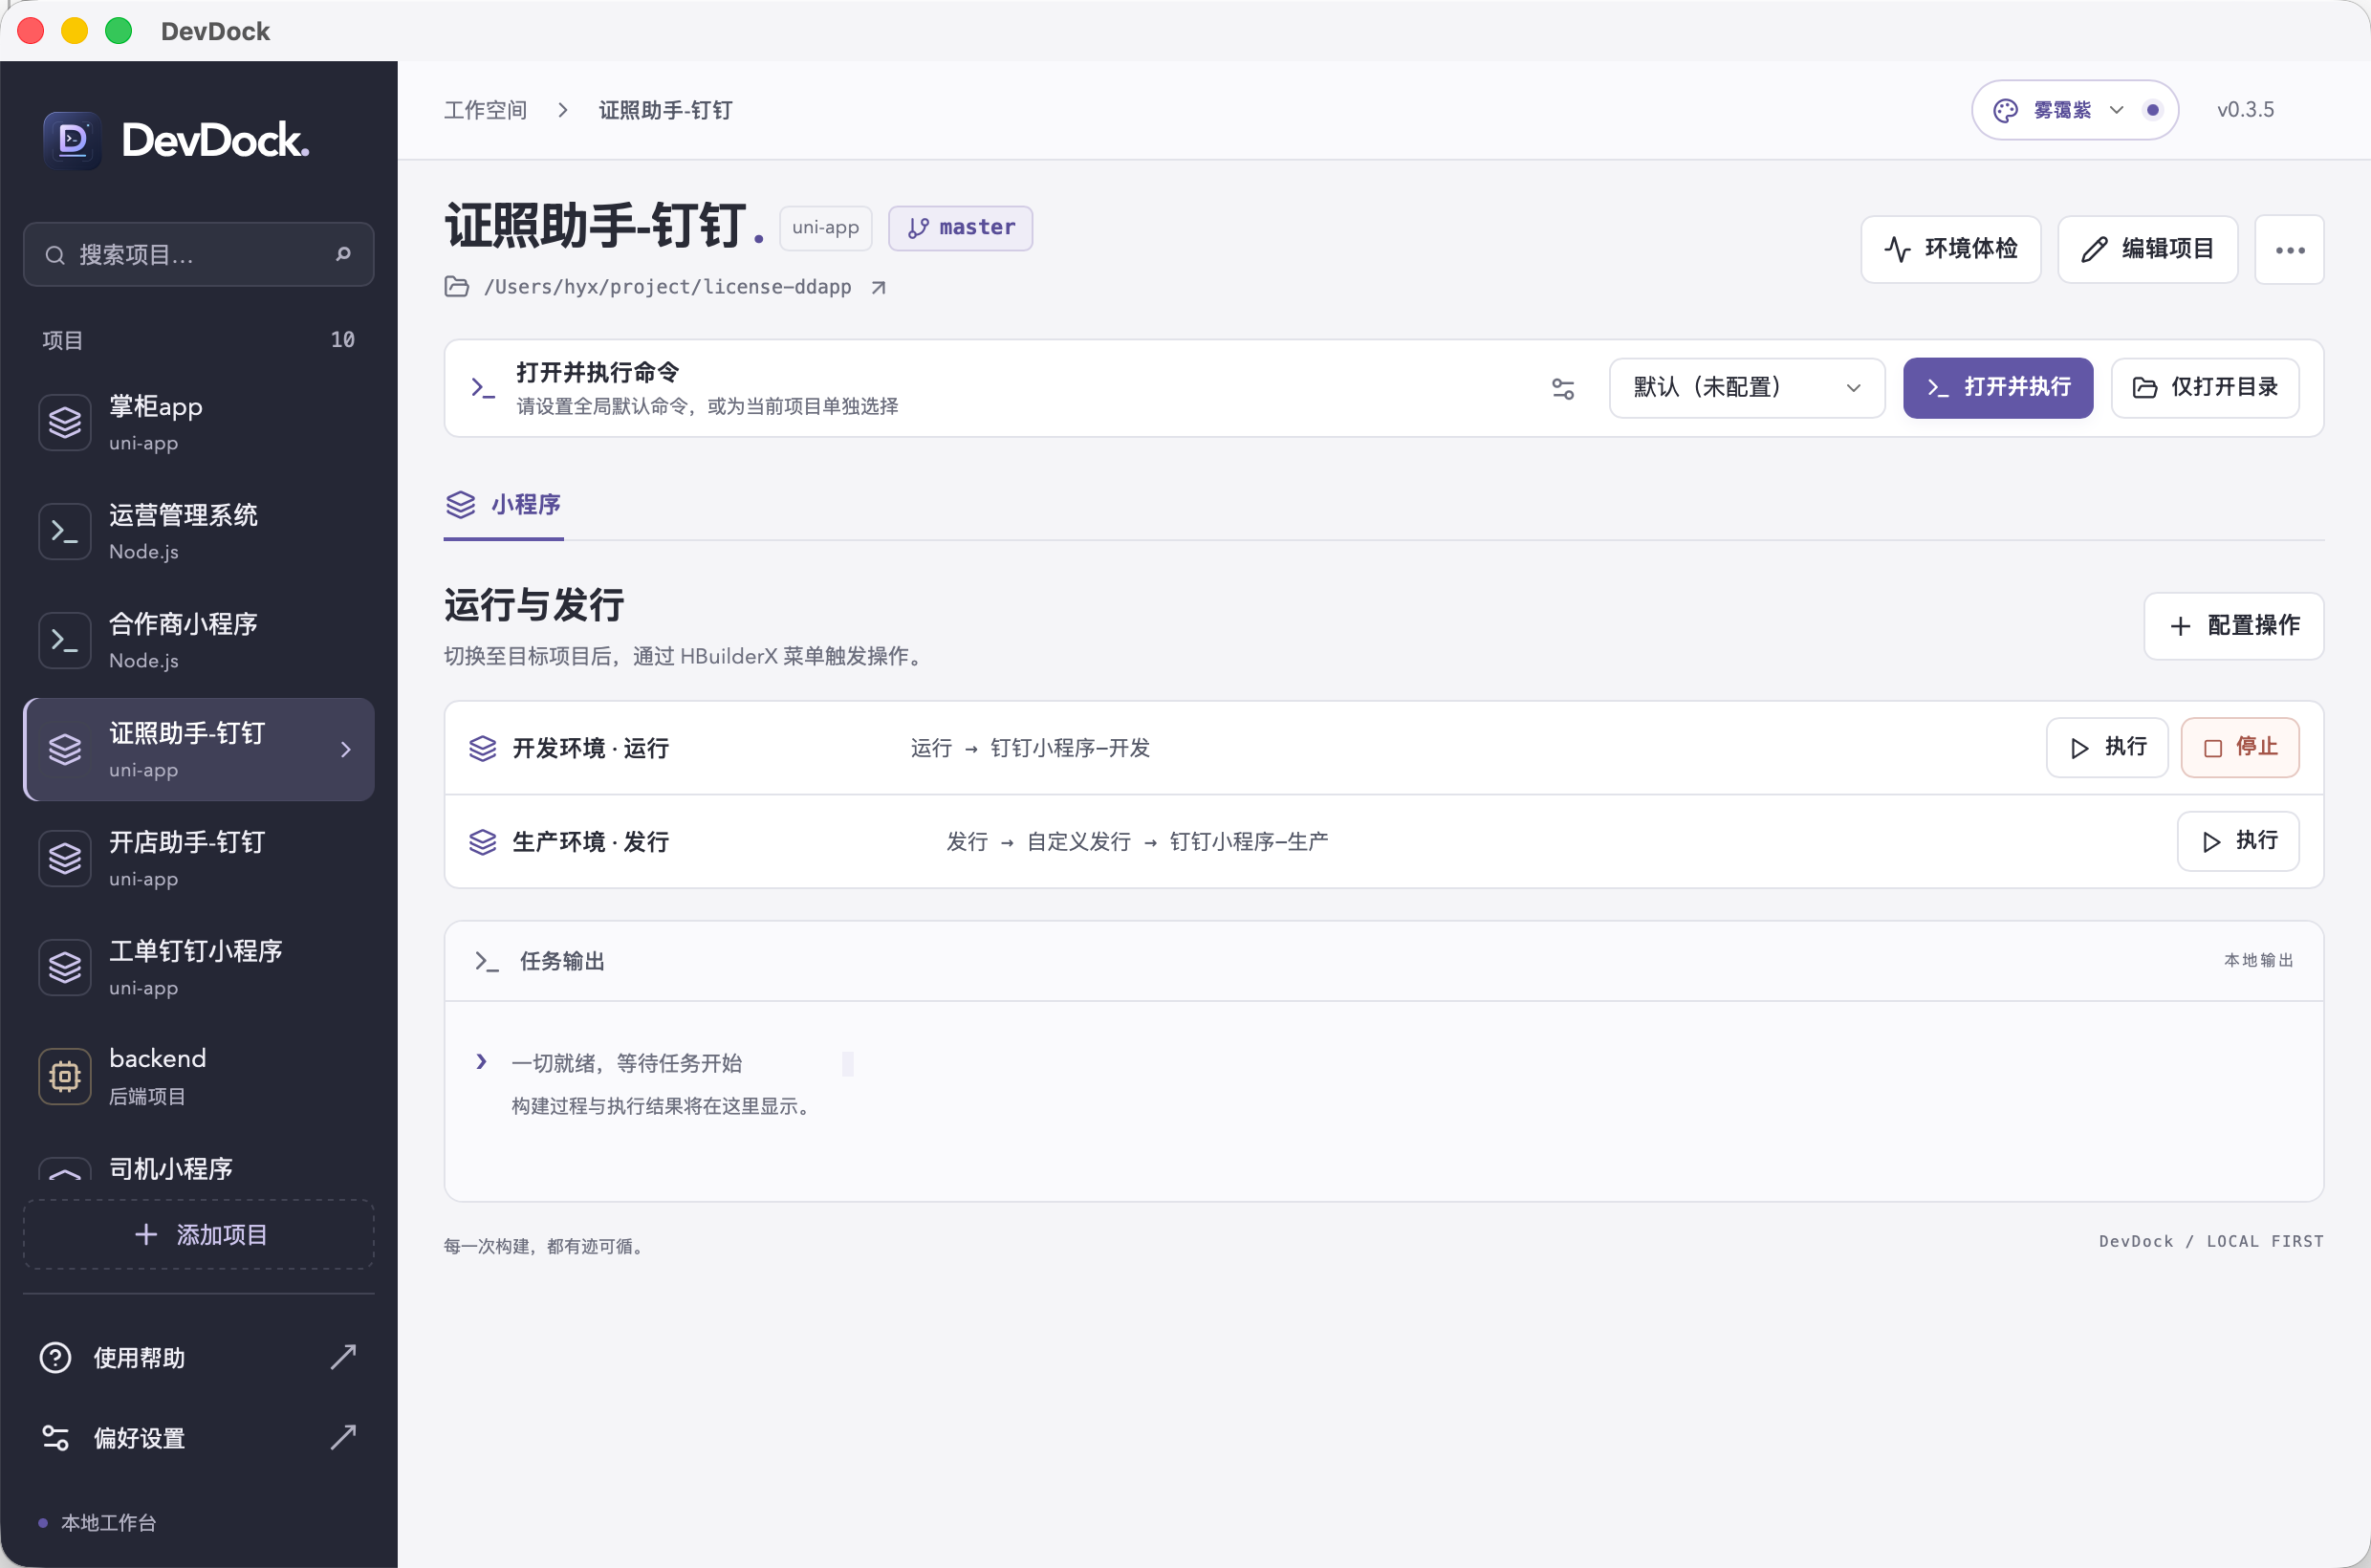 DevDock
DevDock.
搜索项目...
项目 10
掌柜app
uni-app
运营管理系统
Node.js
合作商小程序
Node.js
证照助手-钉钉
uni-app
开店助手-钉钉
uni-app
工单钉钉小程序
uni-app
backend
后端项目
司机小程序
添加项目
使用帮助
偏好设置
本地工作台
工作空间 > 证照助手-钉钉
雾霭紫
v0.3.5
证照助手-钉钉.
uni-app
master
/Users/hyx/project/license-ddapp
环境体检
编辑项目
打开并执行命令
请设置全局默认命令，或为当前项目单独选择
默认（未配置）
打开并执行
仅打开目录
小程序
运行与发行
切换至目标项目后，通过 HBuilderX 菜单触发操作。
配置操作
开发环境 · 运行
运行 → 钉钉小程序-开发
执行
停止
生产环境 · 发行
发行 → 自定义发行 → 钉钉小程序-生产
执行
任务输出
本地输出
一切就绪，等待任务开始
构建过程与执行结果将在这里显示。
每一次构建，都有迹可循。
DevDock / LOCAL FIRST